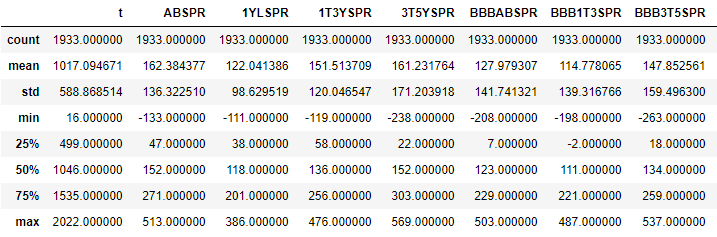 t ABSPR 1YLSPR 1T3YSPR 3T5YSPR BBBABSPR BBB1T3SPR BBB3T5SPR
count 1933.000000 1933.000000 1933.000000 1933.000000 1933.000000 1933.000000 1933.000000 1933.000000
mean 1017.094671 162.384377 122.041386 151.513709 161.231764 127.979307 114.778065 147.852561
std 588.868514 136.322510 98.629519 120.046547 171.203918 141.741321 139.316766 159.496300
min 16.000000 -133.000000 -111.000000 -119.000000 -238.000000 -208.000000 -198.000000 -263.000000
25% 499.000000 47.000000 38.000000 58.000000 22.000000 7.000000 -2.000000 18.000000
50% 1046.000000 152.000000 118.000000 136.000000 152.000000 123.000000 111.000000 134.000000
75% 1535.000000 271.000000 201.000000 256.000000 303.000000 229.000000 221.000000 259.000000
max 2022.000000 513.000000 386.000000 476.000000 569.000000 503.000000 487.000000 537.000000